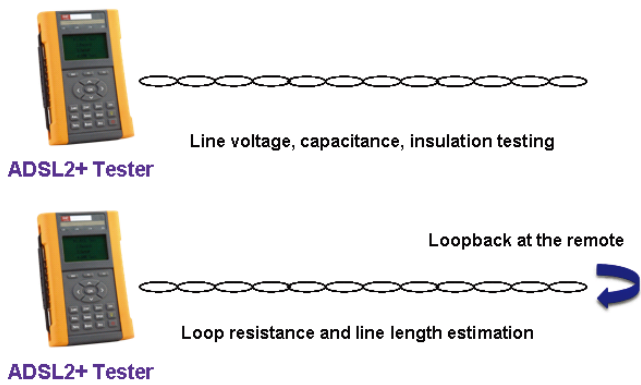 Line voltage, capacitance, insulation testing
ADSL2+ Tester
Loopback at the remote
Loop resistance and line length estimation
ADSL2+ Tester